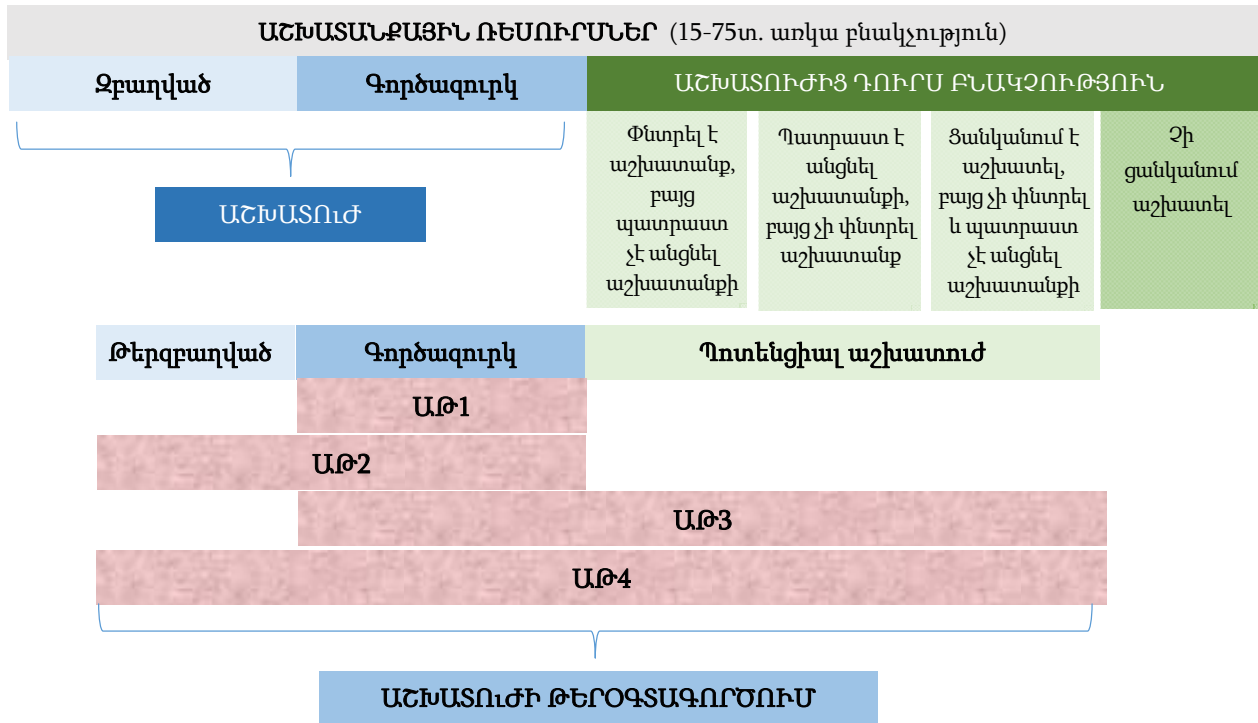 ԱՇԽԱՏԱՆՔԱՅԻՆ ՌԵՍՈՒՐՍՆԵՐ (15-75տ. առկա բնակչություն)
Զբաղված
Գործազուրկ
ԱՇԽԱՏՈՒԺԻՑ ԴՈՒՐՍ ԲՆԱԿՉՈՒԹՅՈՒՆ
Փնտրել է
աշխատանք,
բայց
պատրաստ
չէ անցնել
աշխատանքի
Պատրաստ է
անցնել
աշխատանքի,
բայց չի փնտրել
աշխատանք
Ցանկանում է
աշխատել,
բայց չի փնտրել
և պատրաստ
չէ անցնել
աշխատանքի
Չի
ցանկանում
աշխատել
ԱՇԽԱՏՈւԺ
Թերզբաղված
Գործազուրկ
Պոտենցիալ աշխատուժ
ԱԹ1
ԱԹ2
ԱԹ3
ԱԹ4
ԱՇԽԱՏՈւԺԻ ԹԵՐՕԳՏԱԳՈՐԾՈՒՄ